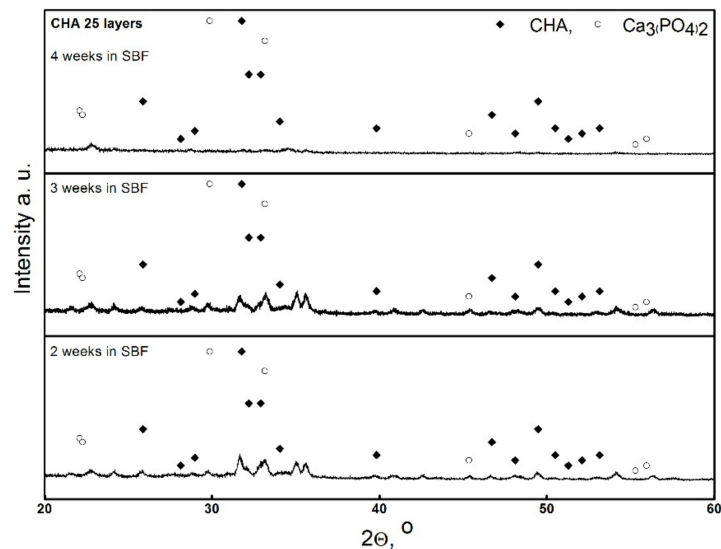 CHA 25 layers
◆ CHA, ○ Ca3(PO4)2
4 weeks in SBF
3 weeks in SBF
2 weeks in SBF
Intensity a. u.
20 30 40 50 60
2Θ, °